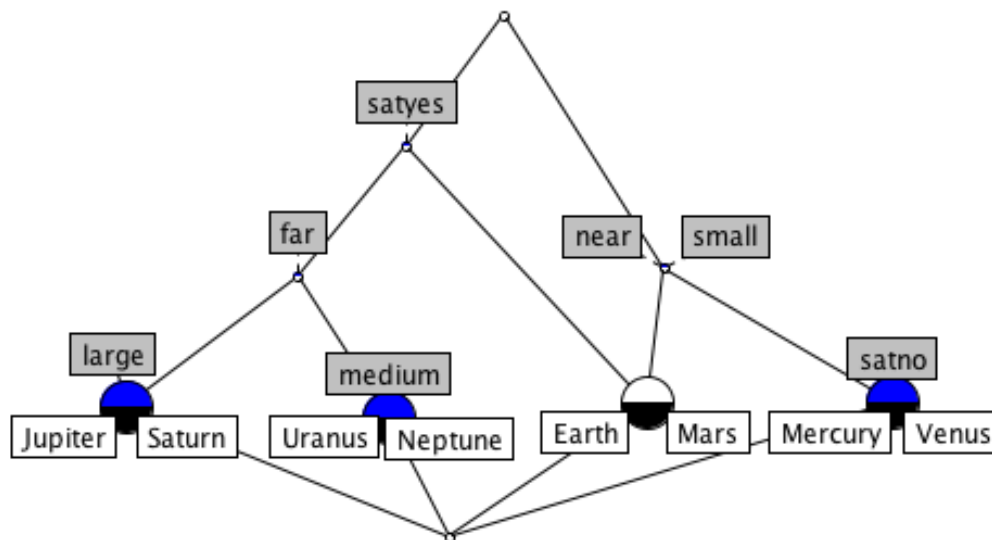 satyes
far
near
small
large
medium
satno
Jupiter
Saturn
Uranus
Neptune
Earth
Mars
Mercury
Venus